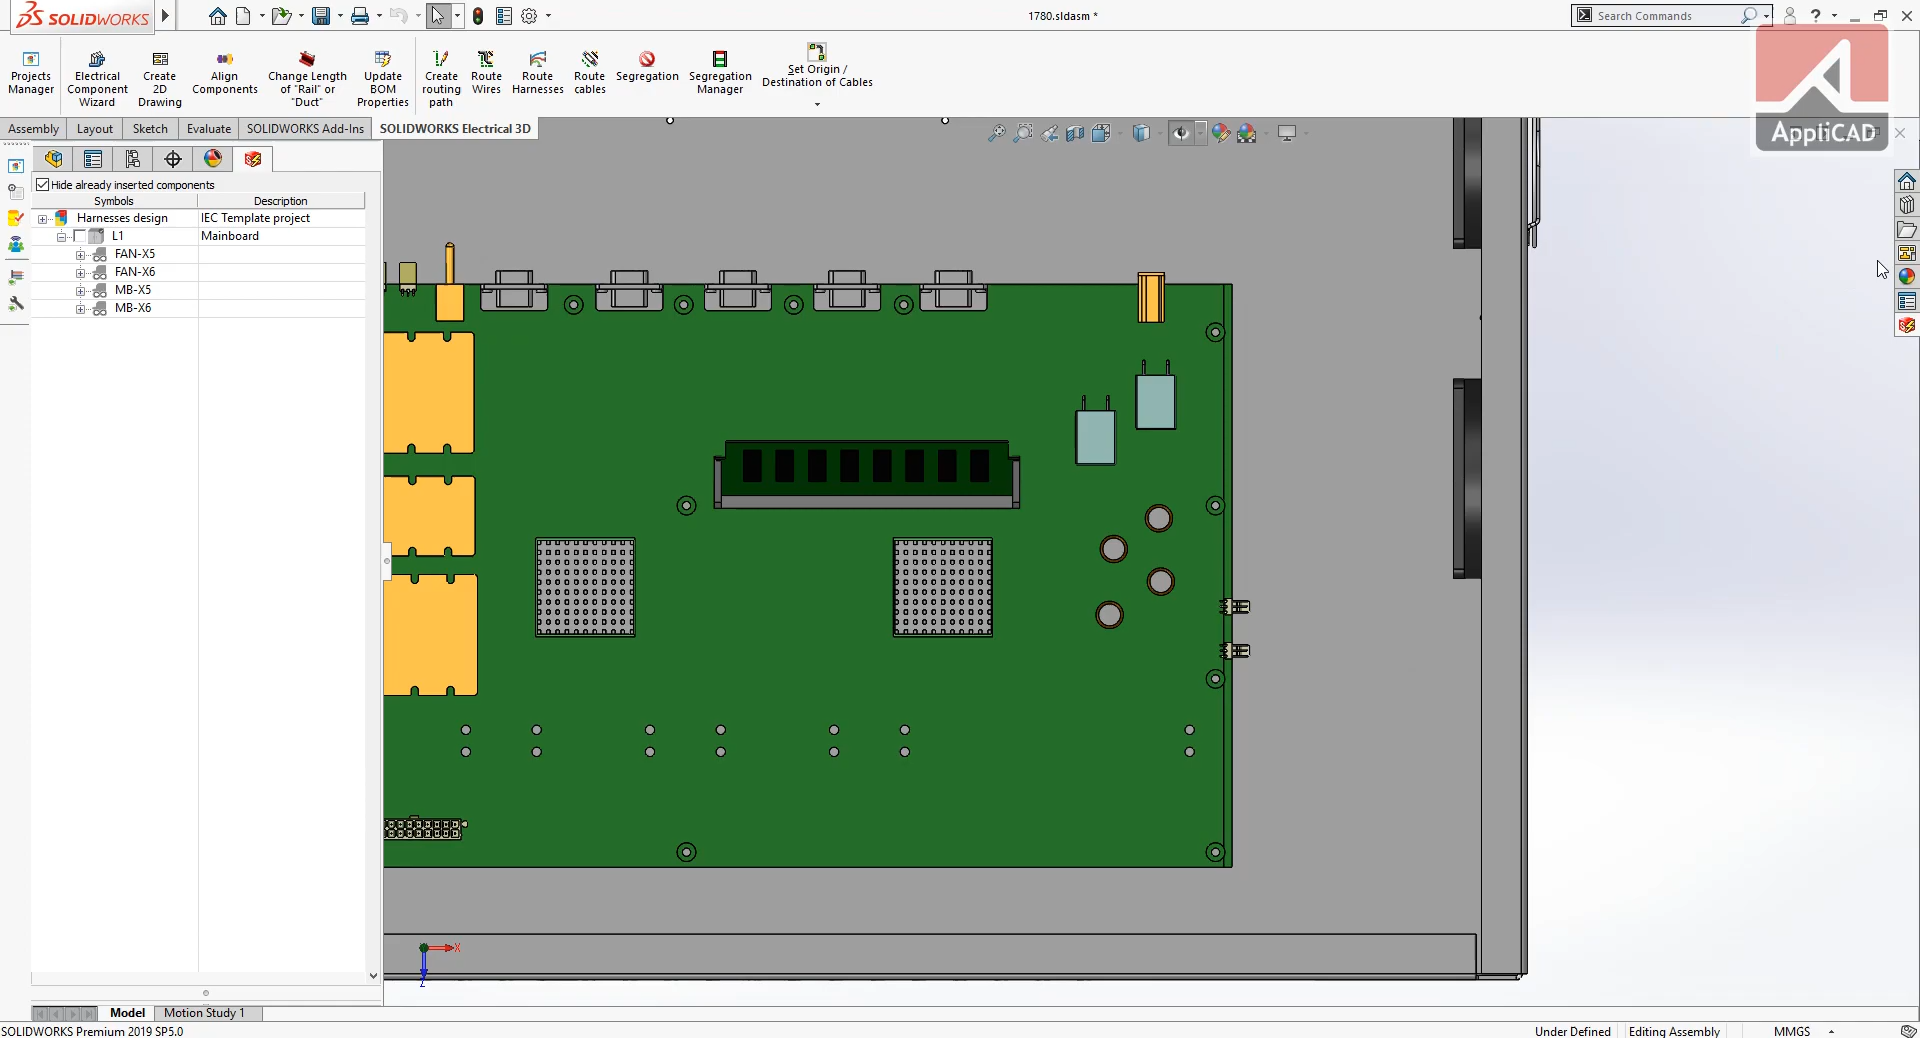 SOLIDWORKS
1780.sldasm *
Search Commands
?
Projects Manager
Electrical Component Wizard
Create 2D Drawing
Align Components
Change Length of "Rail" or "Duct"
Update BOM Properties
Create routing path
Route Wires
Route Harnesses
Route cables
Segregation
Segregation Manager
Set Origin / Destination of Cables
AppliCAD
Assembly
Layout
Sketch
Evaluate
SOLIDWORKS Add-Ins
SOLIDWORKS Electrical 3D
Hide already inserted components
Symbols
Description
Harnesses design
IEC Template project
L1
Mainboard
FAN-X5
FAN-X6
MB-X5
MB-X6
X
Z
Model
Motion Study 1
SOLIDWORKS Premium 2019 SP5.0
Under Defined
Editing Assembly
MMGS